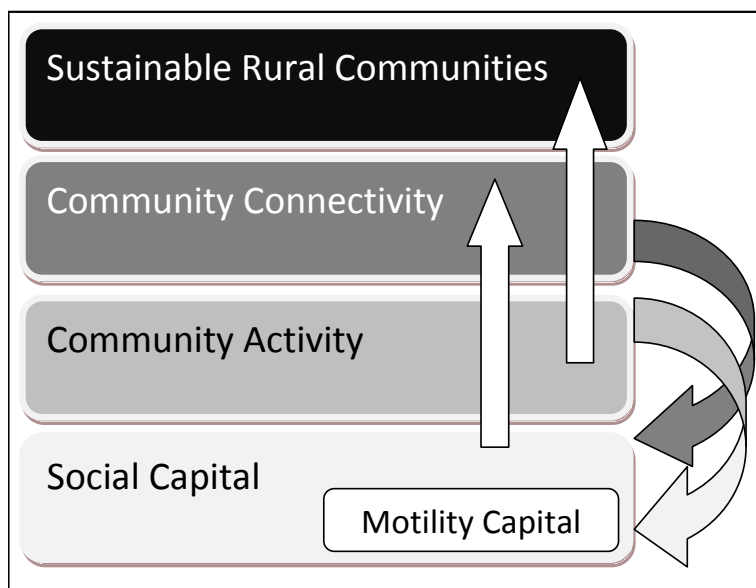 Sustainable Rural Communities
Community Connectivity
Community Activity
Social Capital
Motility Capital